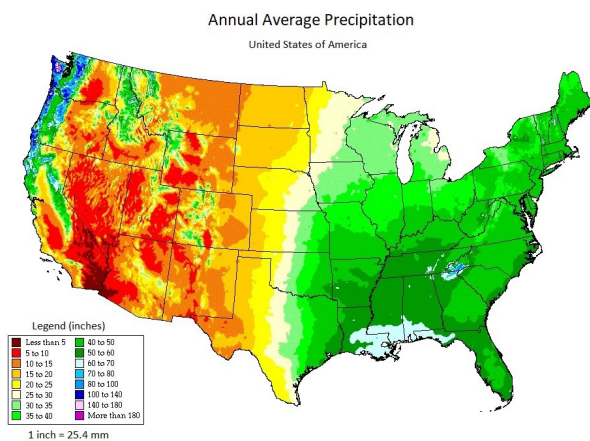 Annual Average Precipitation
United States of America
Legend (inches)
Less than 5
5 to 10
10 to 15
15 to 20
20 to 25
25 to 30
30 to 35
35 to 40
40 to 50
50 to 60
60 to 70
70 to 80
80 to 100
100 to 140
140 to 180
More than 180
1 inch = 25.4 mm